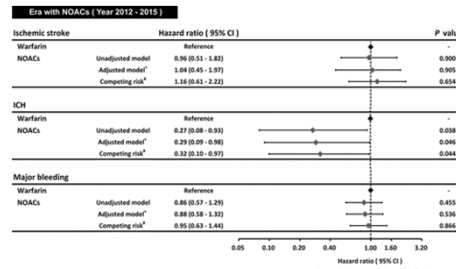 Era with NOACs ( Year 2012 - 2015 )
Ischemic stroke Hazard ratio ( 95% CI ) P valu
Warfarin Reference -
NOACs Unadjusted model 0.96 (0.51 - 1.82) 0.900
Adjusted model* 1.04 (0.45 - 1.97) 0.905
Competing risk# 1.16 (0.61 - 2.22) 0.654
ICH
Warfarin Reference -
NOACs Unadjusted model 0.27 (0.08 - 0.93) 0.038
Adjusted model* 0.29 (0.09 - 0.98) 0.046
Competing risk# 0.32 (0.10 - 0.97) 0.044
Major bleeding
Warfarin Reference -
NOACs Unadjusted model 0.86 (0.57 - 1.29) 0.455
Adjusted model* 0.88 (0.58 - 1.32) 0.536
Competing risk# 0.95 (0.63 - 1.44) 0.866
0.05 0.10 0.20 0.40 1.00 1.60 3.20
Hazard ratio ( 95% CI )